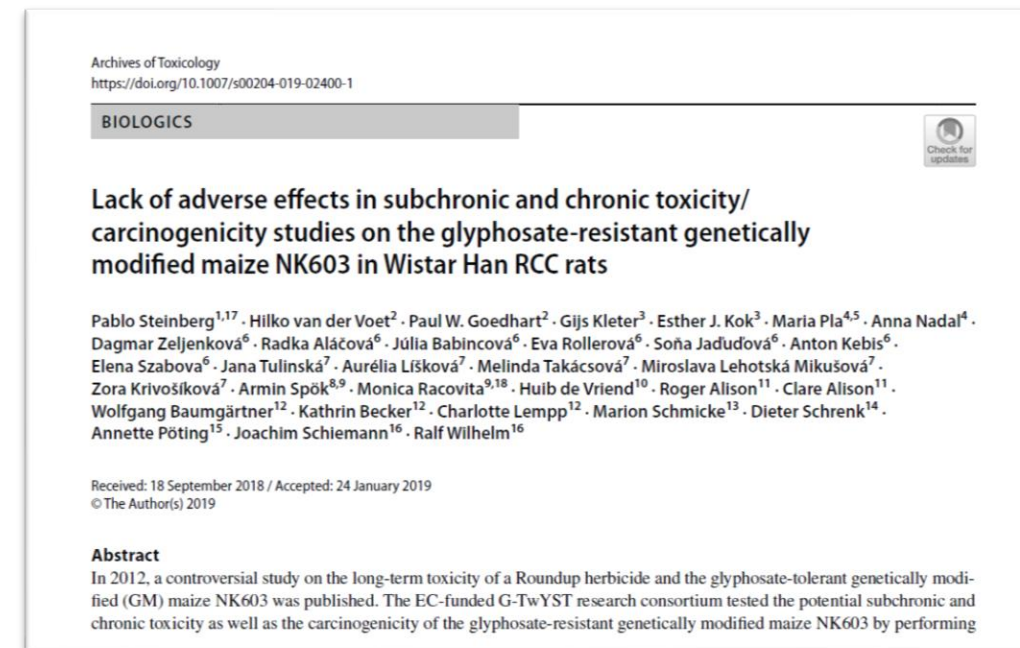 Archives of Toxicology
https://doi.org/10.1007/s00204-019-02400-1
BIOLOGICS
Check for
updates
Lack of adverse effects in subchronic and chronic toxicity/
carcinogenicity studies on the glyphosate-resistant genetically
modified maize NK603 in Wistar Han RCC rats
Pablo Steinberg1,17 · Hilko van der Voet2 · Paul W. Goedhart2 · Gijs Kleter3 · Esther J. Kok3 · Maria Pla4,5 · Anna Nadal4 ·
Dagmar Zeljenková6 · Radka Aláčová6 · Júlia Babincová6 · Eva Rollerová6 · Soňa Jaďuďová6 · Anton Kebis6 ·
Elena Szabova6 · Jana Tulinská7 · Aurélia Líšková7 · Melinda Takácsová7 · Miroslava Lehotská Mikušová7 ·
Zora Krivošíková7 · Armin Spök8,9 · Monica Racovita9,18 · Huib de Vriend10 · Roger Alison11 · Clare Alison11 ·
Wolfgang Baumgärtner12 · Kathrin Becker12 · Charlotte Lempp12 · Marion Schmicke13 · Dieter Schrenk14 ·
Annette Pöting15 · Joachim Schiemann16 · Ralf Wilhelm16
Received: 18 September 2018 / Accepted: 24 January 2019
© The Author(s) 2019
Abstract
In 2012, a controversial study on the long-term toxicity of a Roundup herbicide and the glyphosate-tolerant genetically modi-
fied (GM) maize NK603 was published. The EC-funded G-TwYST research consortium tested the potential subchronic and
chronic toxicity as well as the carcinogenicity of the glyphosate-resistant genetically modified maize NK603 by performing